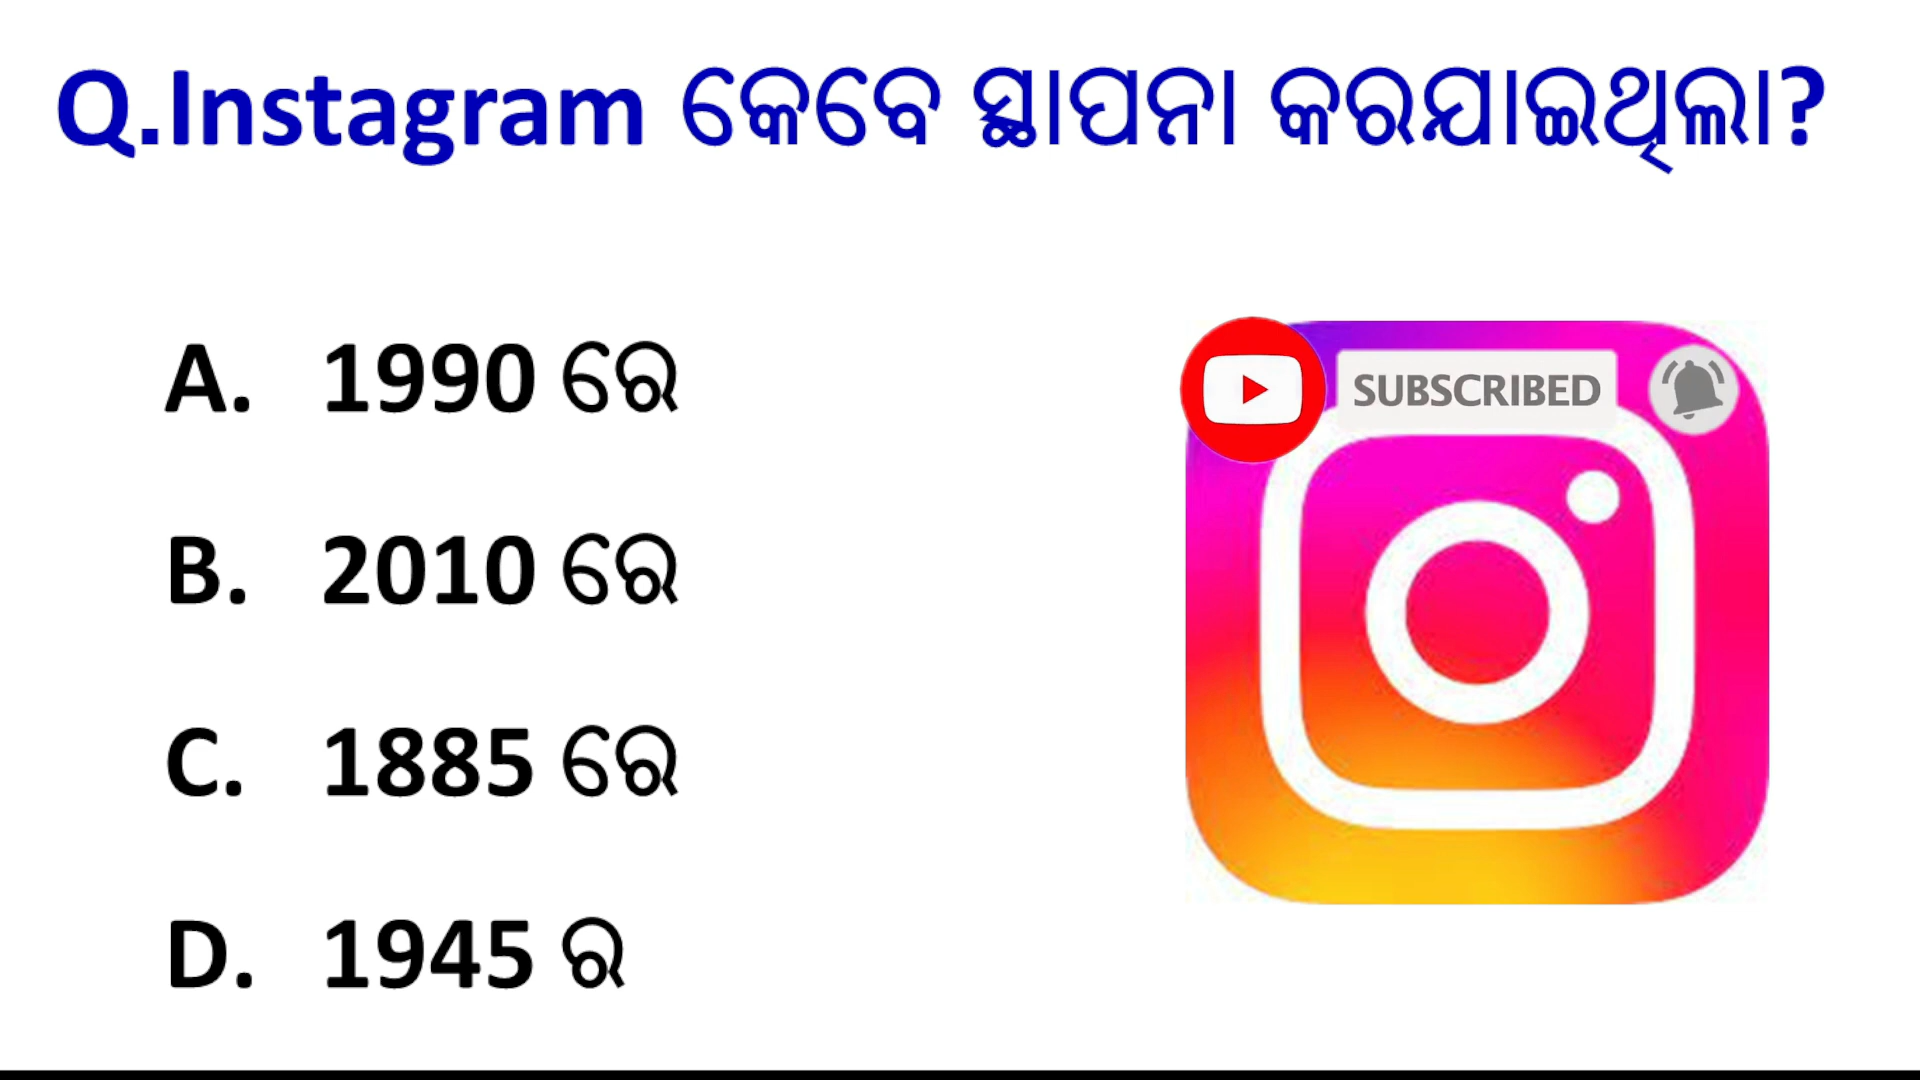 Q.Instagram କେବେ ସ୍ଥାପନା କରଯାଇଥିଲା?
A. 1990 ରେ
SUBSCRIBED
B. 2010 ରେ
C. 1885 ରେ
D. 1945 ର